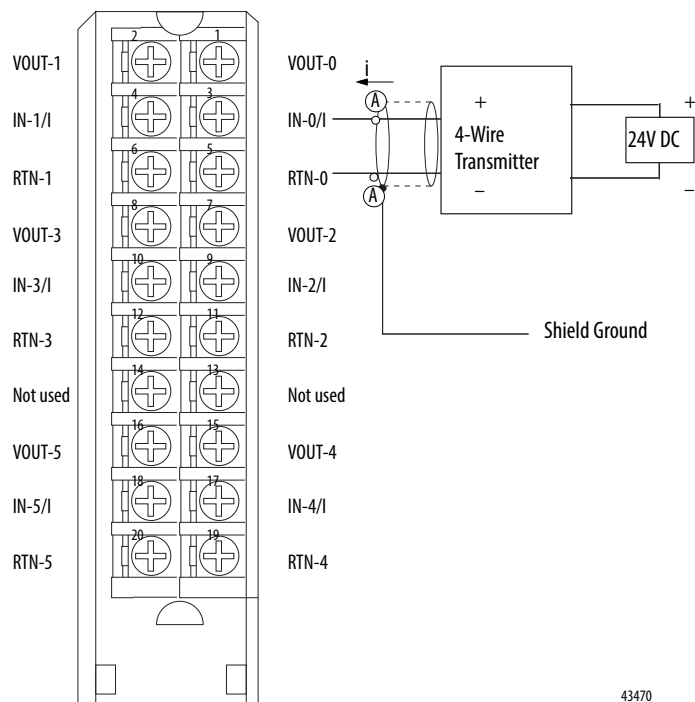 2 1
VOUT-1 VOUT-0
i
4 3
A
IN-1/I IN-0/I
+ +
4-Wire
Transmitter
24V DC
6 5
RTN-1 RTN-0
– –
A
8 7
VOUT-3 VOUT-2
10 9
IN-3/I IN-2/I
12 11
RTN-3 RTN-2
Shield Ground
14 13
Not used Not used
16 15
VOUT-5 VOUT-4
18 17
IN-5/I IN-4/I
20 19
RTN-5 RTN-4
43470